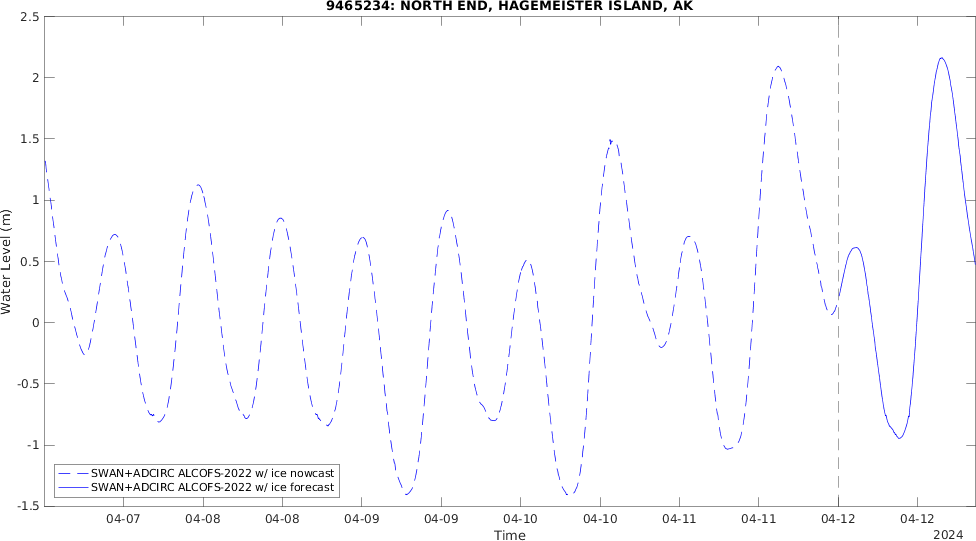 9465234: NORTH END, HAGEMEISTER ISLAND, AK
2.5
2
1.5
1
0.5
0
-0.5
-1
-1.5
Water Level (m)
SWAN+ADCIRC ALCOFS-2022 w/ ice nowcast
SWAN+ADCIRC ALCOFS-2022 w/ ice forecast
04-07 04-08 04-08 04-09 04-09 04-10 04-10 04-11 04-11 04-12 04-12
Time
2024